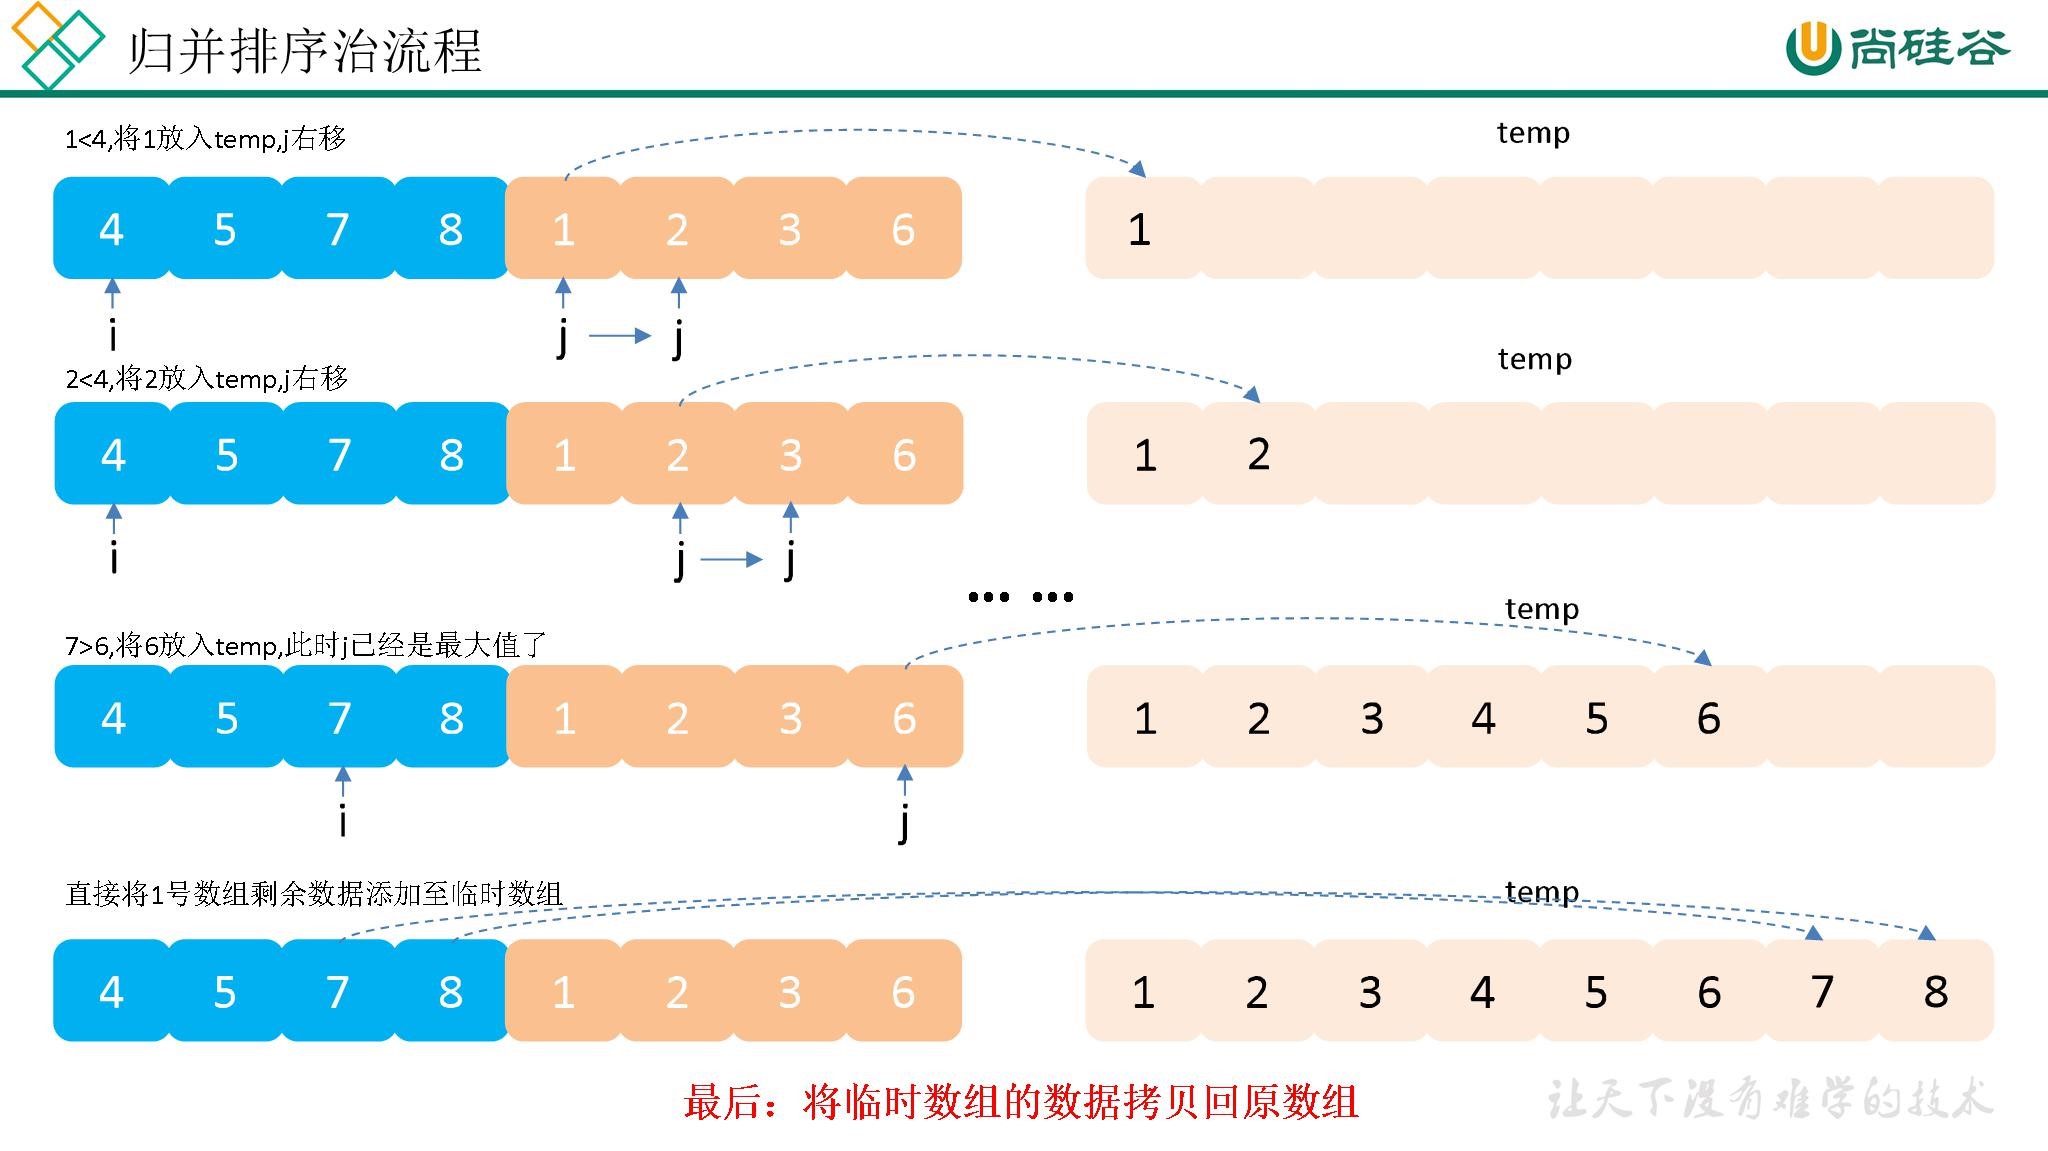 归并排序治流程
尚硅谷
1<4,将1放入temp,j右移
temp
4 5 7 8 1 2 3 6
1
i j j
2<4,将2放入temp,j右移
temp
4 5 7 8 1 2 3 6
1 2
i j j
... ...
7>6,将6放入temp,此时j已经是最大值了
temp
4 5 7 8 1 2 3 6
1 2 3 4 5 6
i j
直接将1号数组剩余数据添加至临时数组
temp
4 5 7 8 1 2 3 6
1 2 3 4 5 6 7 8
最后：将临时数组的数据拷贝回原数组
让天下没有难学的技术